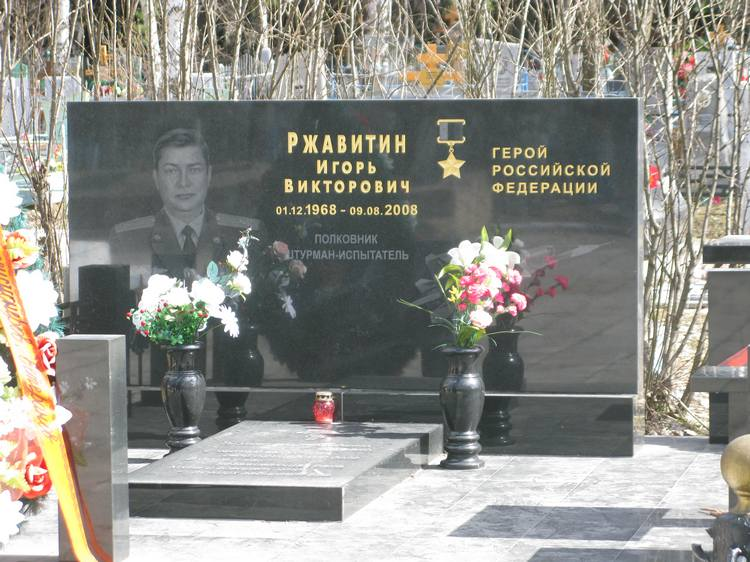 РЖАВИТИН
ИГОРЬ
ВИКТОРОВИЧ
01.12.1968 - 09.08.2008
ПОЛКОВНИК
ШТУРМАН-ИСПЫТАТЕЛЬ
ГЕРОЙ
РОССИЙСКОЙ
ФЕДЕРАЦИИ